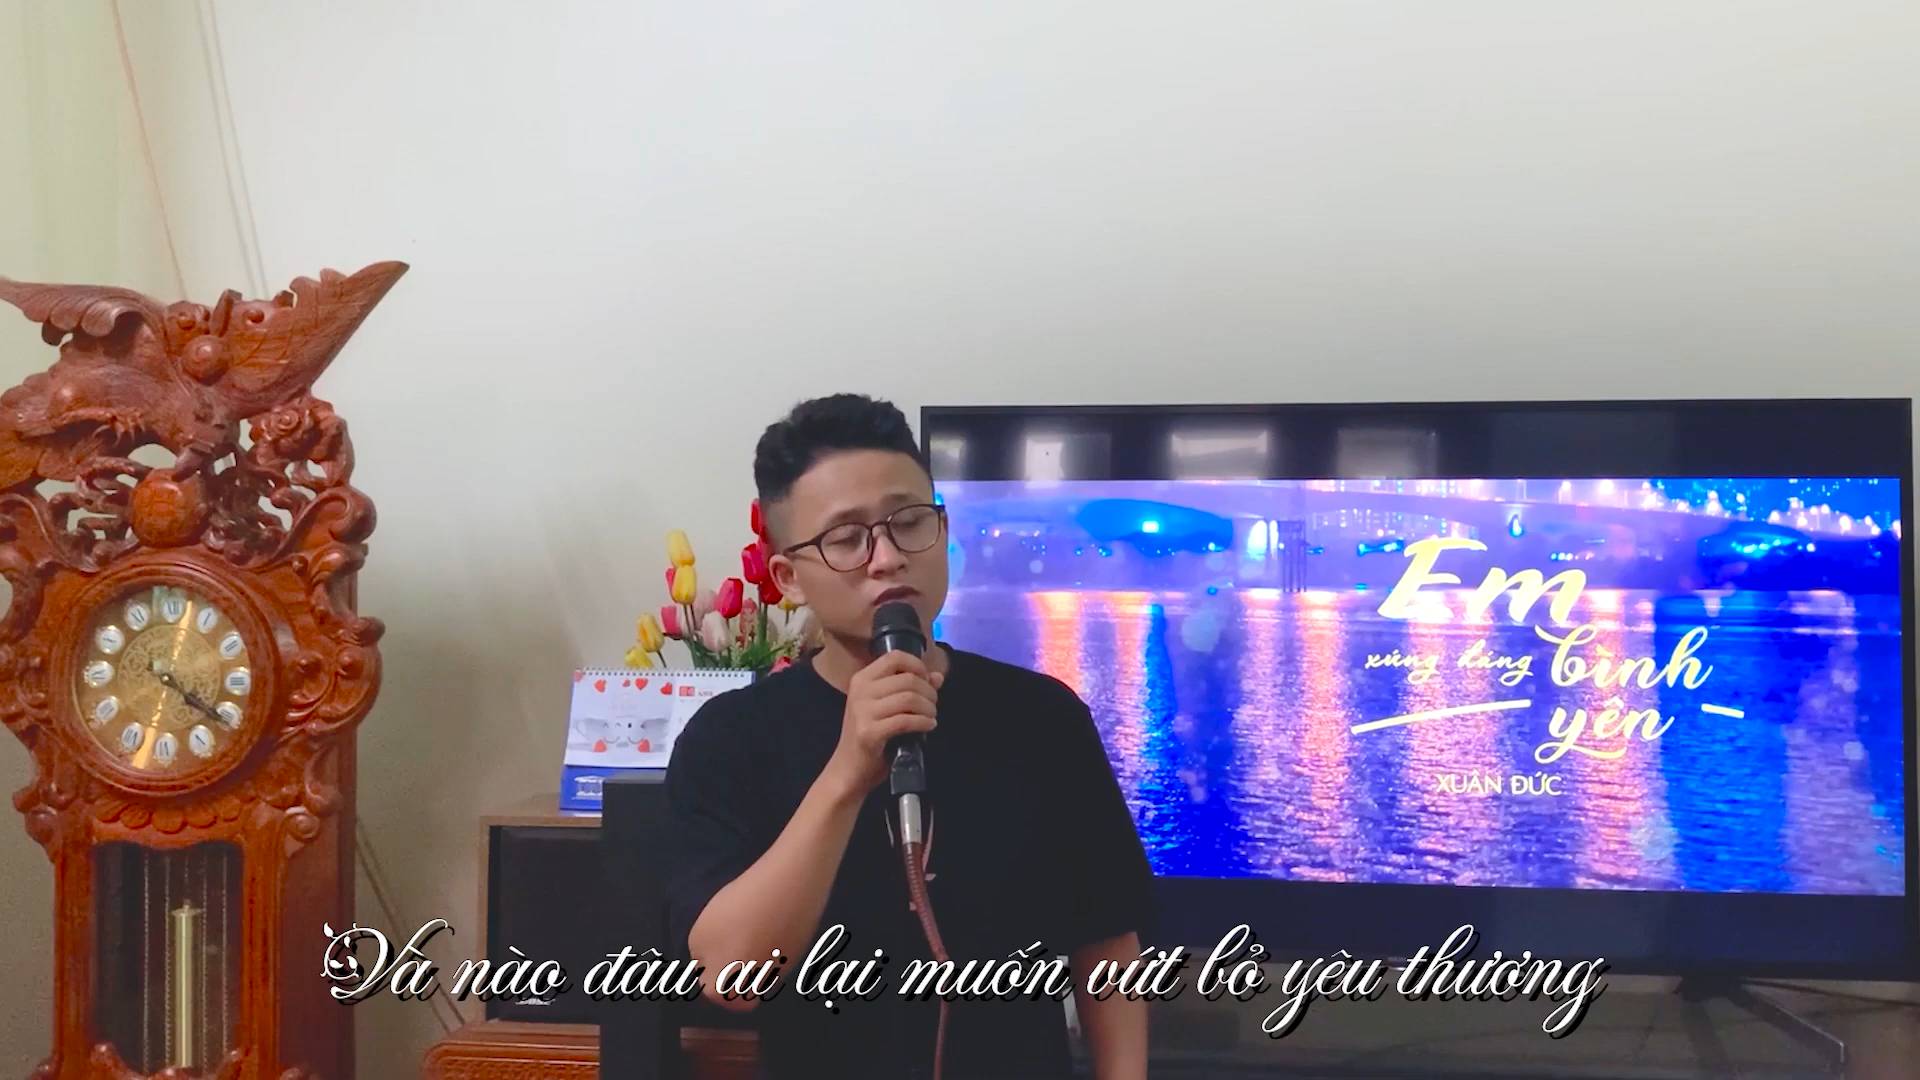 Em
xứng đáng bình
yên
XUÂN ĐỨC
Và nào đâu ai lại muốn vứt bỏ yêu thương